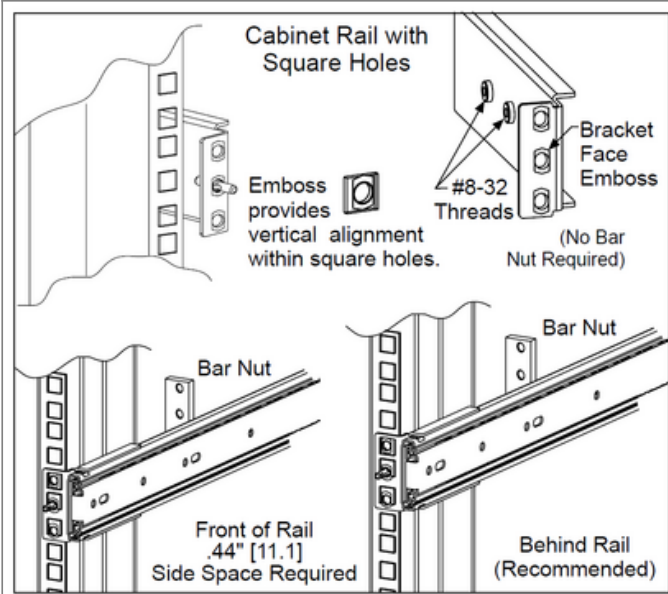 Cabinet Rail with
Square Holes
Emboss
provides
vertical alignment
within square holes.
Bracket
Face
Emboss
#8-32
Threads
(No Bar
Nut Required)
Bar Nut
Front of Rail
.44" [11.1]
Side Space Required
Bar Nut
Behind Rail
(Recommended)